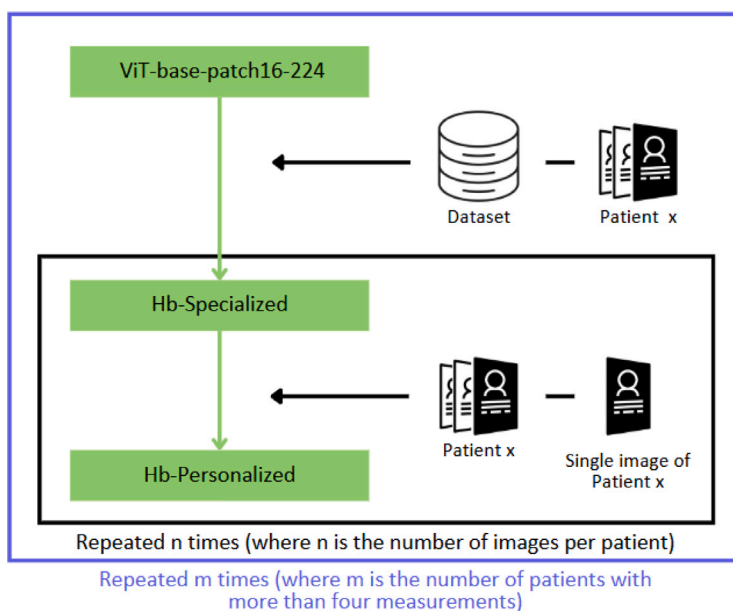 ViT-base-patch16-224
Dataset
Patient x
Hb-Specialized
Patient x
Single image of
Patient x
Hb-Personalized
Repeated n times (where n is the number of images per patient)
Repeated m times (where m is the number of patients with
more than four measurements)